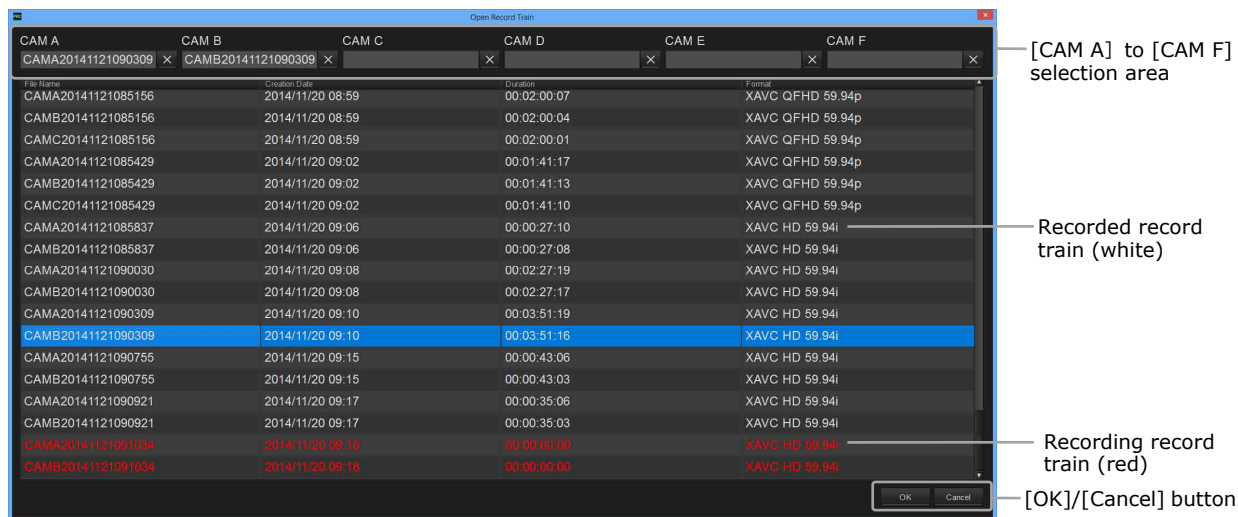 PRC Open Record Train
CAM A CAM B CAM C CAM D CAM E CAM F
CAMA20141121090309 × CAMB20141121090309 × × × × ×
File Name Creation Date Duration Format
CAMA20141121085156 2014/11/20 08:59 00:02:00:07 XAVC QFHD 59.94p
CAMB20141121085156 2014/11/20 08:59 00:02:00:04 XAVC QFHD 59.94p
CAMC20141121085156 2014/11/20 08:59 00:02:00:01 XAVC QFHD 59.94p
CAMA20141121085429 2014/11/20 09:02 00:01:41:17 XAVC QFHD 59.94p
CAMB20141121085429 2014/11/20 09:02 00:01:41:13 XAVC QFHD 59.94p
CAMC20141121085429 2014/11/20 09:02 00:01:41:10 XAVC QFHD 59.94p
CAMA20141121085837 2014/11/20 09:06 00:00:27:10 XAVC HD 59.94i
CAMB20141121085837 2014/11/20 09:06 00:00:27:08 XAVC HD 59.94i
CAMA20141121090030 2014/11/20 09:08 00:02:27:19 XAVC HD 59.94i
CAMB20141121090030 2014/11/20 09:08 00:02:27:17 XAVC HD 59.94i
CAMA20141121090309 2014/11/20 09:10 00:03:51:19 XAVC HD 59.94i
CAMB20141121090309 2014/11/20 09:10 00:03:51:16 XAVC HD 59.94i
CAMA20141121090755 2014/11/20 09:15 00:00:43:06 XAVC HD 59.94i
CAMB20141121090755 2014/11/20 09:15 00:00:43:03 XAVC HD 59.94i
CAMA20141121090921 2014/11/20 09:17 00:00:35:06 XAVC HD 59.94i
CAMB20141121090921 2014/11/20 09:17 00:00:35:03 XAVC HD 59.94i
CAMA20141121091034 2014/11/20 09:18 00:00:00:00 XAVC HD 59.94i
CAMB20141121091034 2014/11/20 09:18 00:00:00:00 XAVC HD 59.94i
OK Cancel
[CAM A] to [CAM F]
selection area
Recorded record
train (white)
Recording record
train (red)
[OK]/[Cancel] button